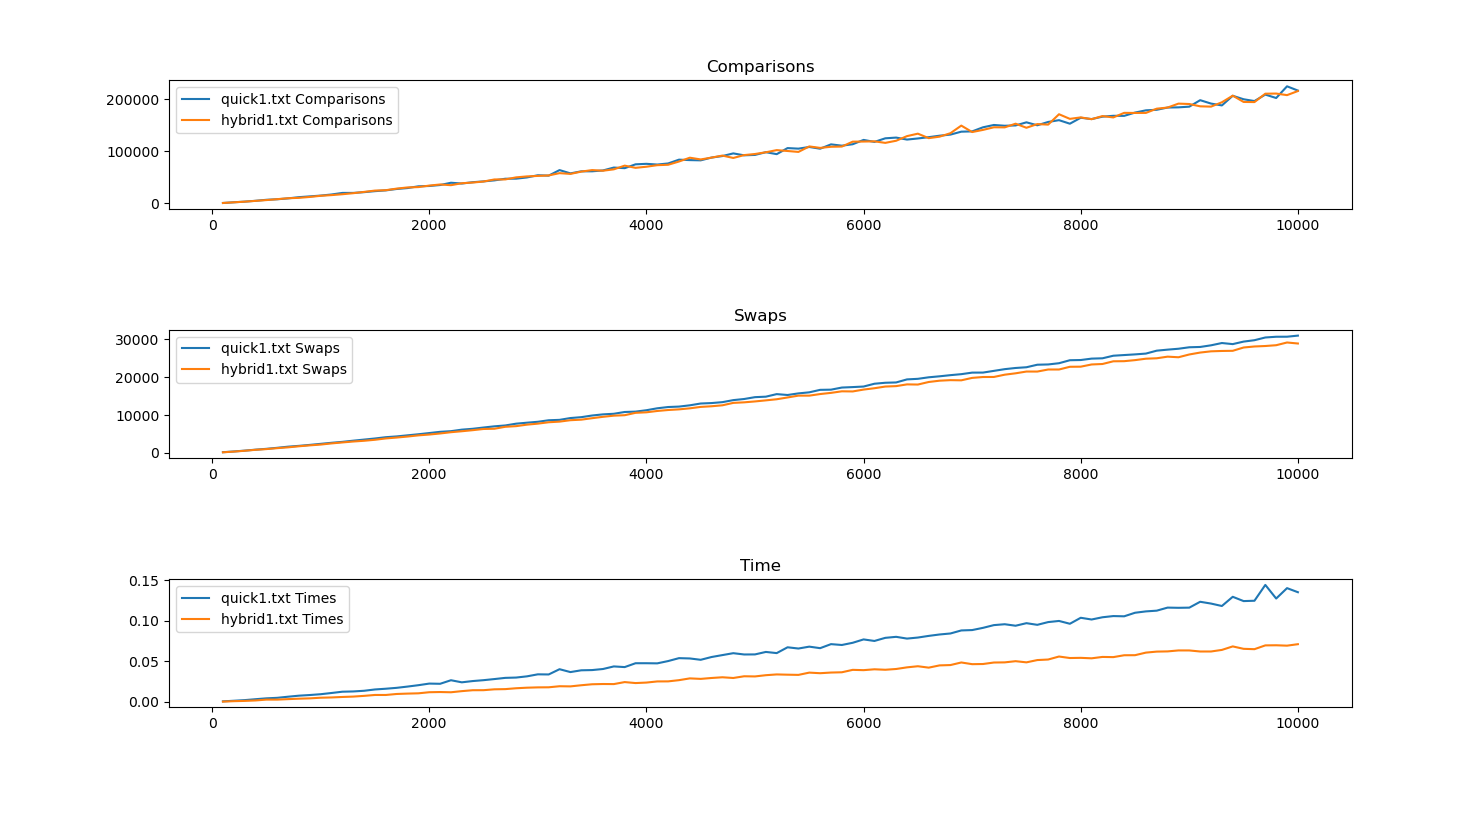 Comparisons
quick1.txt Comparisons
hybrid1.txt Comparisons
200000
100000
0
0 2000 4000 6000 8000 10000
Swaps
quick1.txt Swaps
hybrid1.txt Swaps
30000
20000
10000
0
0 2000 4000 6000 8000 10000
Time
quick1.txt Times
hybrid1.txt Times
0.15
0.10
0.05
0.00
0 2000 4000 6000 8000 10000